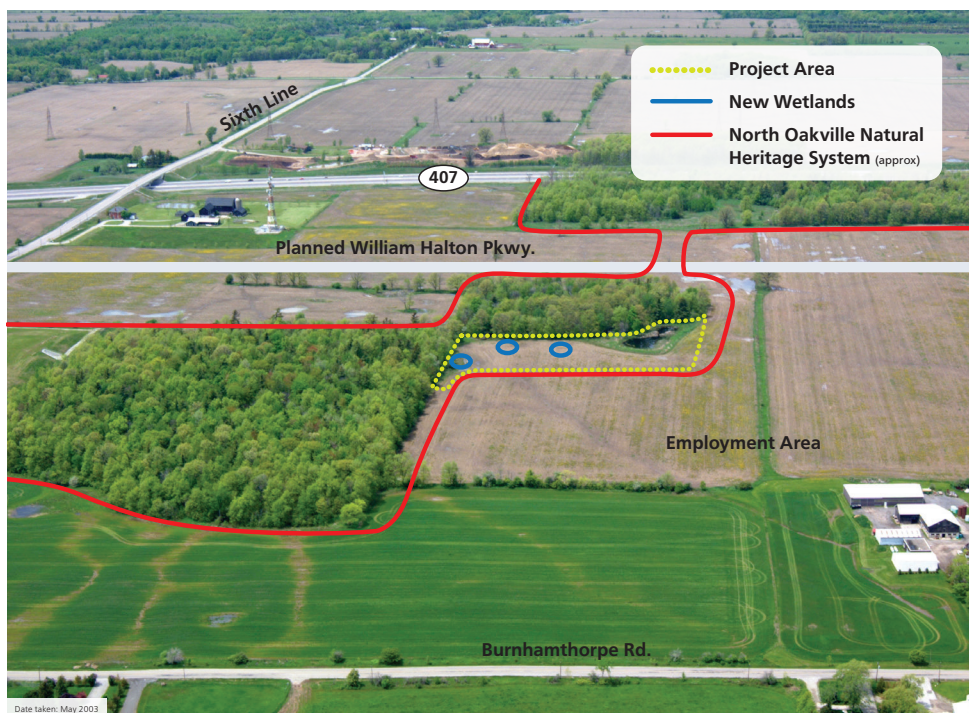 Project Area
New Wetlands
North Oakville Natural
Heritage System (approx)
Sixth Line
407
Planned William Halton Pkwy.
Employment Area
Burnhamthorpe Rd.
Date taken: May 2003